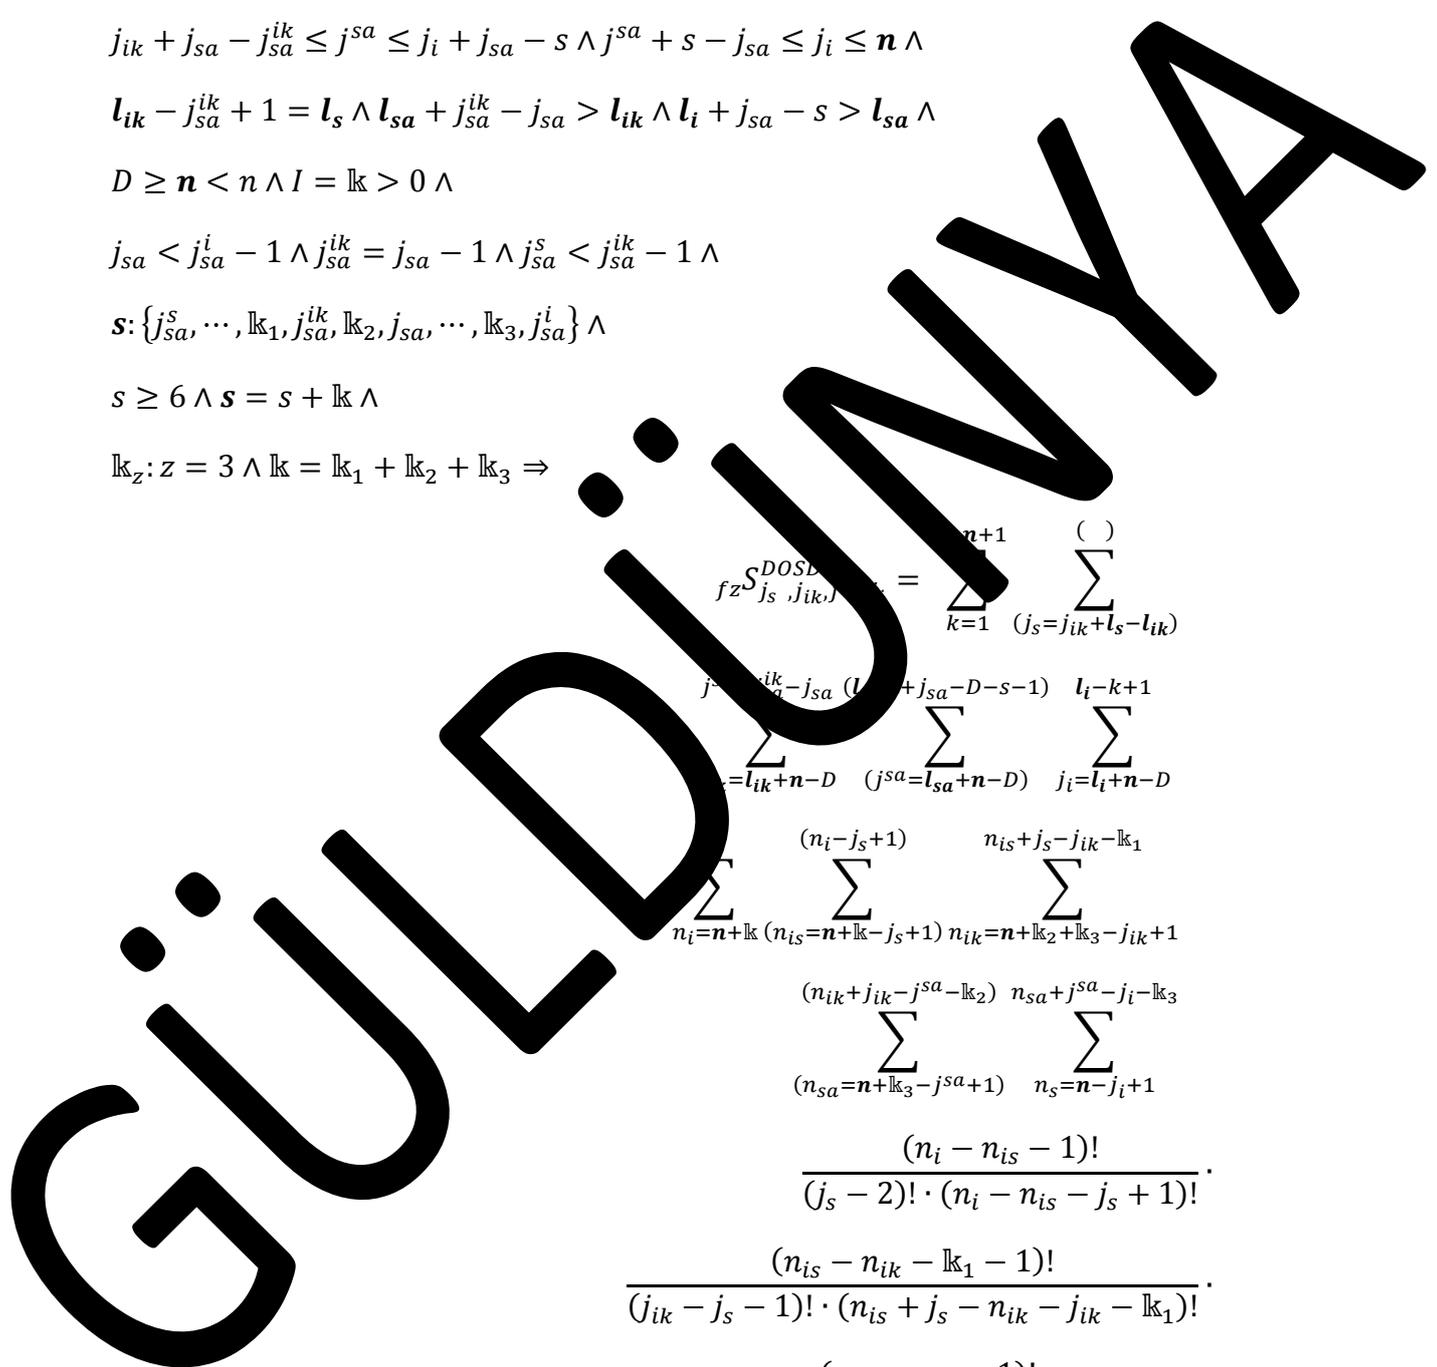 j_{ik} + j_{sa} − j_{sa}^{ik} ≤ j^{sa} ≤ j_i + j_{sa} − s ∧ j^{sa} + s − j_{sa} ≤ j_i ≤ 𝒏 ∧
𝒍_{𝒊𝒌} − j_{sa}^{ik} + 1 = 𝒍_𝒔 ∧ 𝒍_{𝒔𝒂} + j_{sa}^{ik} − j_{sa} > 𝒍_{𝒊𝒌} ∧ 𝒍_𝒊 + j_{sa} − s > 𝒍_{𝒔𝒂} ∧
D ≥ 𝒏 < n ∧ I = 𝕜 > 0 ∧
j_{sa} < j_{sa}^{i} − 1 ∧ j_{sa}^{ik} = j_{sa} − 1 ∧ j_{sa}^{s} < j_{sa}^{ik} − 1 ∧
𝒔: {j_{sa}^{s}, ⋯ , 𝕜_1, j_{sa}^{ik}, 𝕜_2, j_{sa}, ⋯ , 𝕜_3, j_{sa}^{i}} ∧
s ≥ 6 ∧ 𝒔 = s + 𝕜 ∧
𝕜_z: z = 3 ∧ 𝕜 = 𝕜_1 + 𝕜_2 + 𝕜_3 ⇒
𝒏+1 ( )
_{fz}S^{DOSD}_{j_s ,j_{ik},j} = ∑ ∑
k=1 (j_s=j_{ik}+𝒍_𝒔−𝒍_{𝒊𝒌})
−j_{sa} +j_{sa}−D−s−1) 𝒍_𝒊−k+1
∑ ∑ ∑
=𝒍_{𝒊𝒌}+𝒏−D (j^{sa}=𝒍_{𝒔𝒂}+𝒏−D) j_i=𝒍_𝒊+𝒏−D
(n_i−j_s+1) n_{is}+j_s−j_{ik}−𝕜_1
∑ ∑ ∑
n_i=𝒏+𝕜 (n_{is}=𝒏+𝕜−j_s+1) n_{ik}=𝒏+𝕜_2+𝕜_3−j_{ik}+1
(n_{ik}+j_{ik}−j^{sa}−𝕜_2) n_{sa}+j^{sa}−j_i−𝕜_3
∑ ∑
(n_{sa}=𝒏+𝕜_3−j^{sa}+1) n_s=𝒏−j_i+1
(n_i − n_{is} − 1)!
(j_s − 2)! · (n_i − n_{is} − j_s + 1)! ·
(n_{is} − n_{ik} − 𝕜_1 − 1)!
(j_{ik} − j_s − 1)! · (n_{is} + j_s − n_{ik} − j_{ik} − 𝕜_1)! ·
GÜLDÜNYA